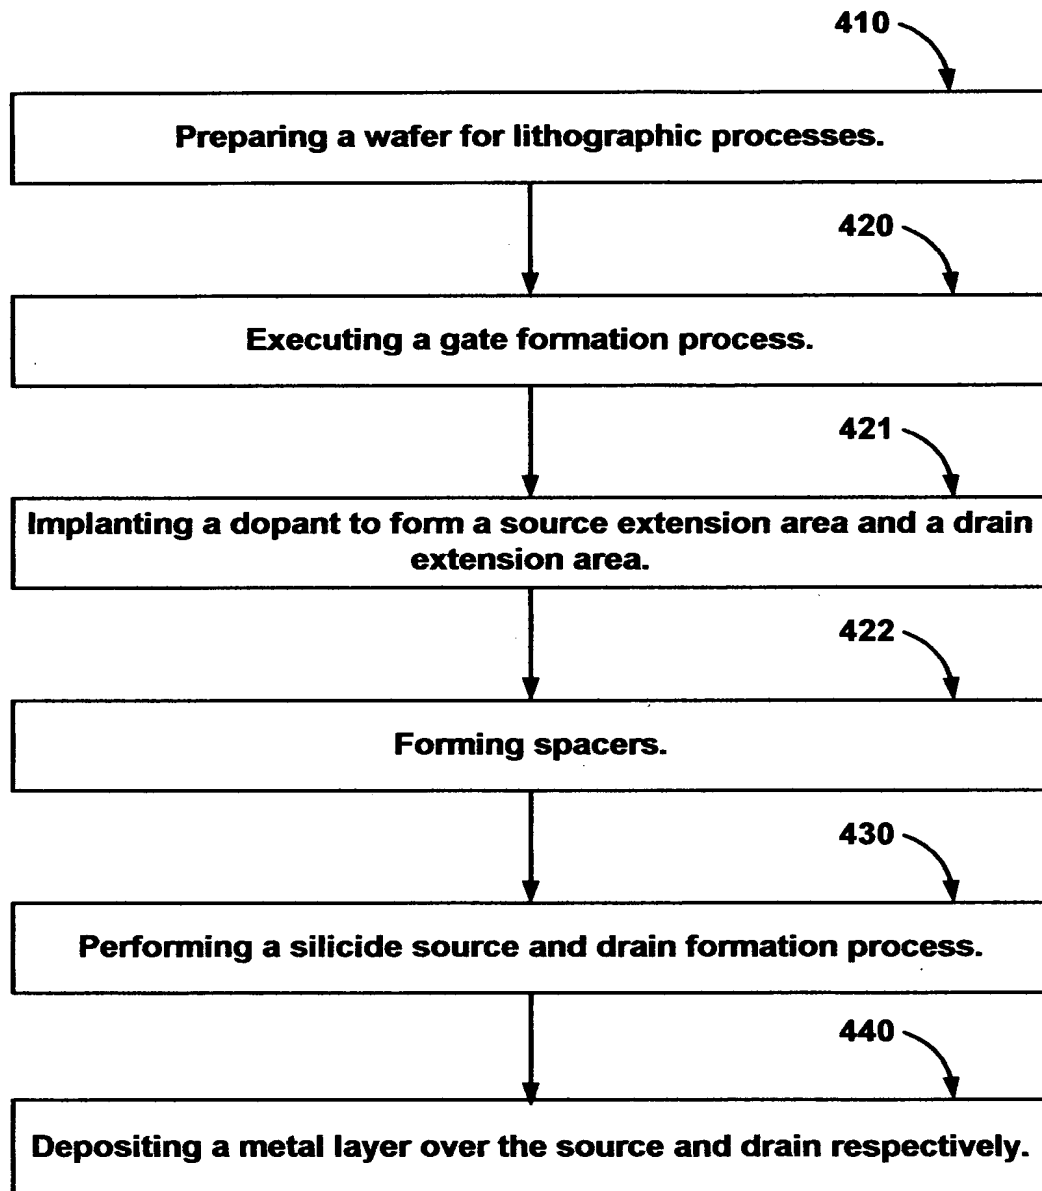 410
Preparing a wafer for lithographic processes.
420
Executing a gate formation process.
421
Implanting a dopant to form a source extension area and a drain
extension area.
422
Forming spacers.
430
Performing a silicide source and drain formation process.
440
Depositing a metal layer over the source and drain respectively.